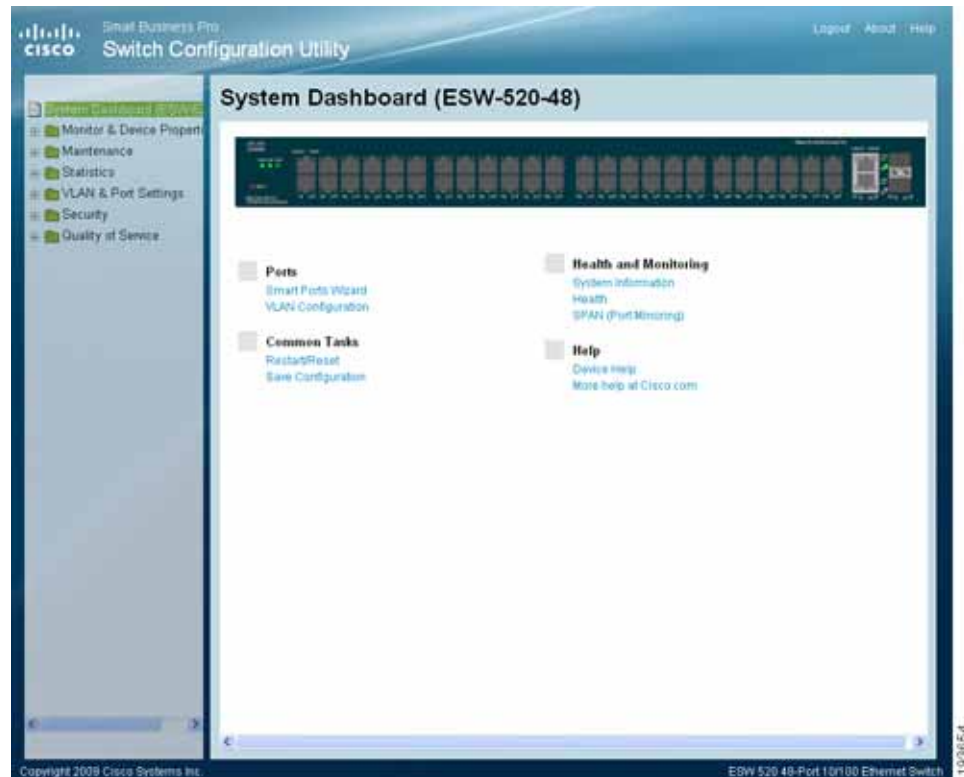 Small Business Pro
cisco Switch Configuration Utility
Logout About Help
System Dashboard
Monitor & Device Properti
Maintenance
Statistics
VLAN & Port Settings
Security
Quality of Service
System Dashboard (ESW-520-48)
Ports
Smart Ports Wizard
VLAN Configuration
Common Tasks
Restart/Reset
Save Configuration
Health and Monitoring
System Information
Health
SPAN (Port Mirroring)
Help
Device Help
More help at Cisco.com
Copyright 2009 Cisco Systems Inc.
ESW 520 48-Port 10/100 Ethernet Switch
193654